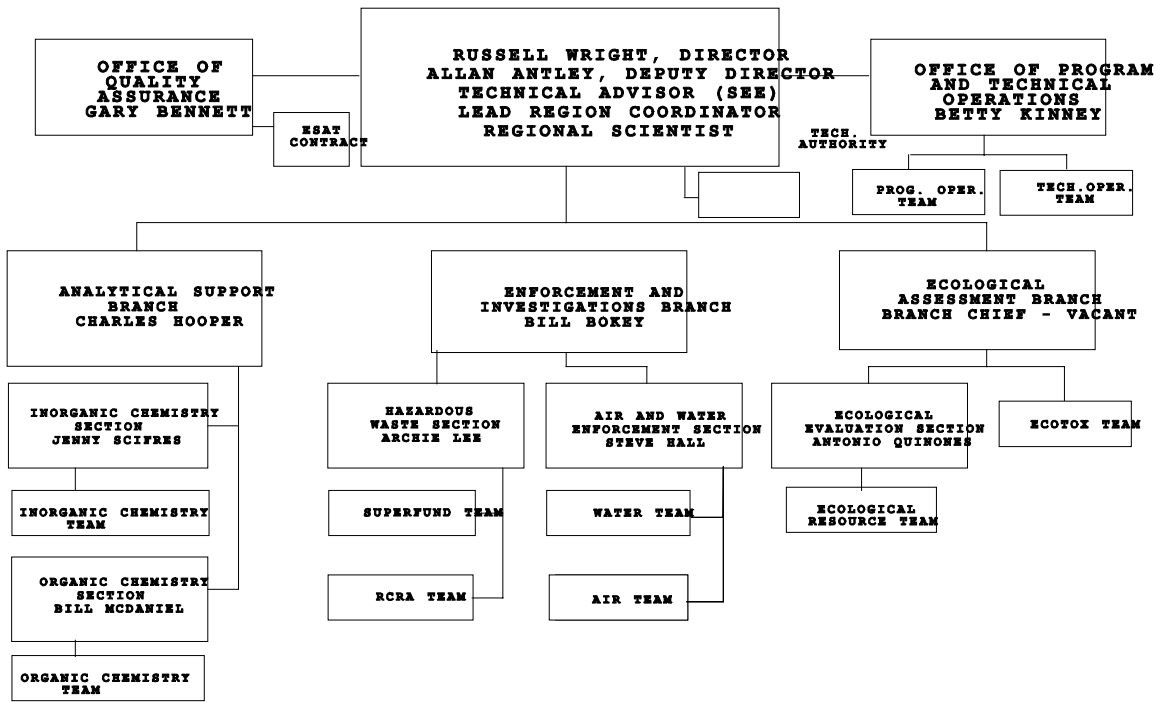 OFFICE OF
QUALITY
ASSURANCE
GARY BENNETT
ESAT
CONTRACT
RUSSELL WRIGHT, DIRECTOR
ALLAN ANTLEY, DEPUTY DIRECTOR
TECHNICAL ADVISOR (SEE)
LEAD REGION COORDINATOR
REGIONAL SCIENTIST
TECH.
AUTHORITY
OFFICE OF PROGRAM
AND TECHNICAL
OPERATIONS
BETTY KINNEY
PROG. OPER.
TEAM
TECH.OPER.
TEAM
ANALYTICAL SUPPORT
BRANCH
CHARLES HOOPER
ENFORCEMENT AND
INVESTIGATIONS BRANCH
BILL BOKEY
ECOLOGICAL
ASSESSMENT BRANCH
BRANCH CHIEF - VACANT
INORGANIC CHEMISTRY
SECTION
JENNY SCIFRES
INORGANIC CHEMISTRY
TEAM
ORGANIC CHEMISTRY
SECTION
BILL MCDANIEL
ORGANIC CHEMISTRY
TEAM
HAZARDOUS
WASTE SECTION
ARCHIE LEE
SUPERFUND TEAM
RCRA TEAM
AIR AND WATER
ENFORCEMENT SECTION
STEVE HALL
WATER TEAM
AIR TEAM
ECOLOGICAL
EVALUATION SECTION
ANTONIO QUINONES
ECOLOGICAL
RESOURCE TEAM
ECOTOX TEAM